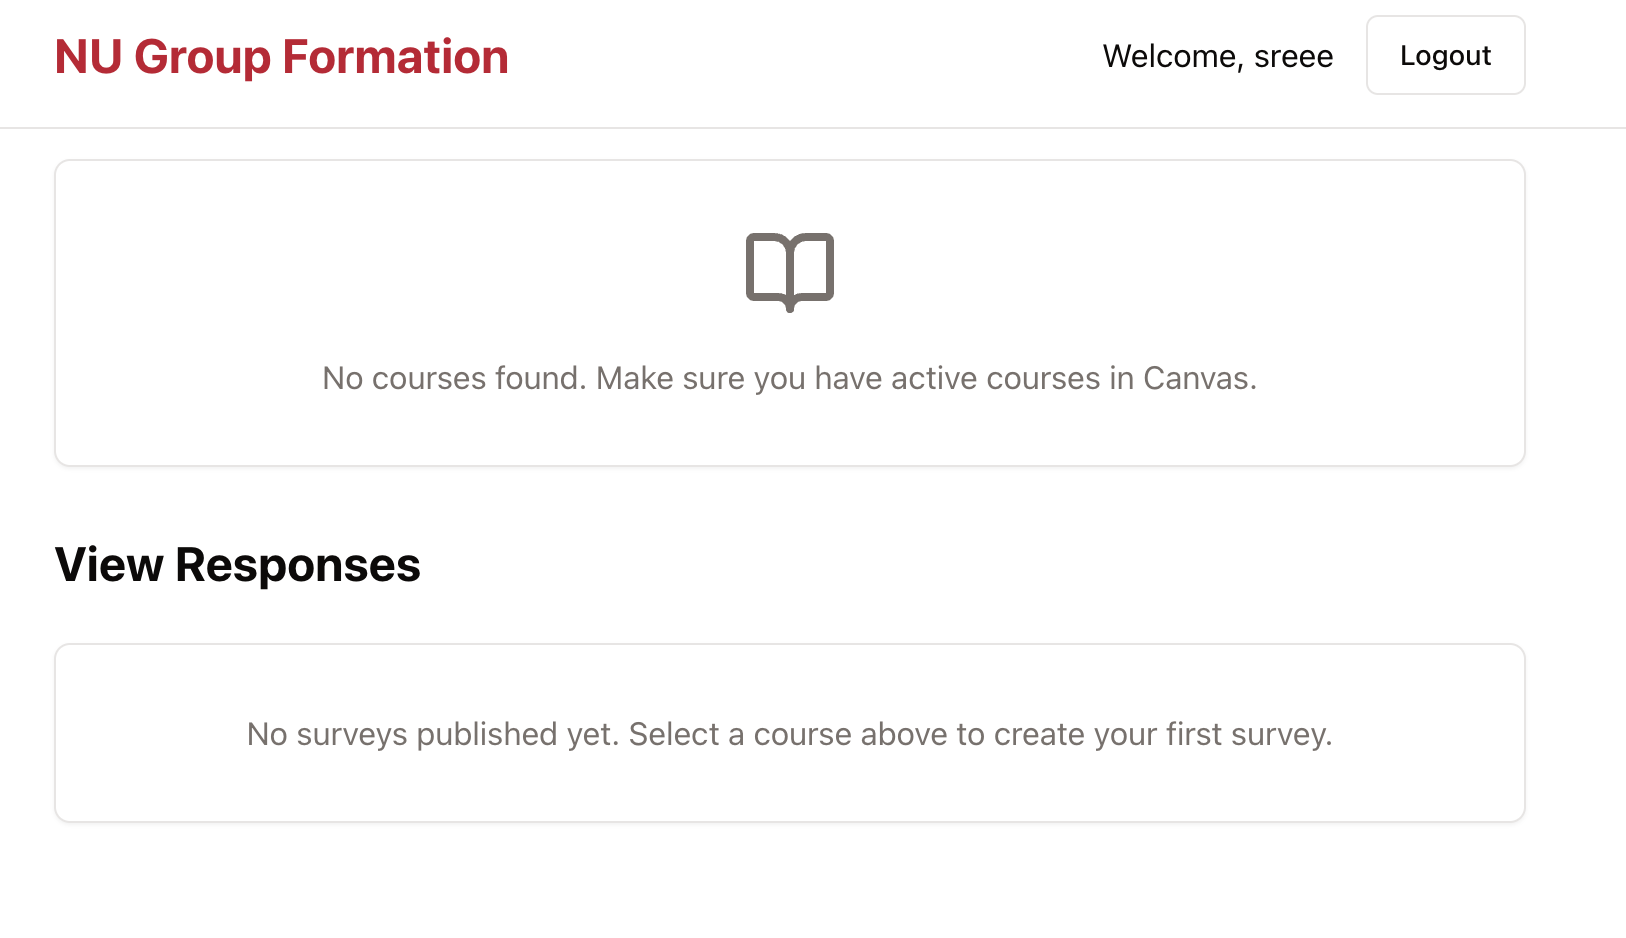 NU Group Formation
Welcome, sreee
Logout
No courses found. Make sure you have active courses in Canvas.
View Responses
No surveys published yet. Select a course above to create your first survey.